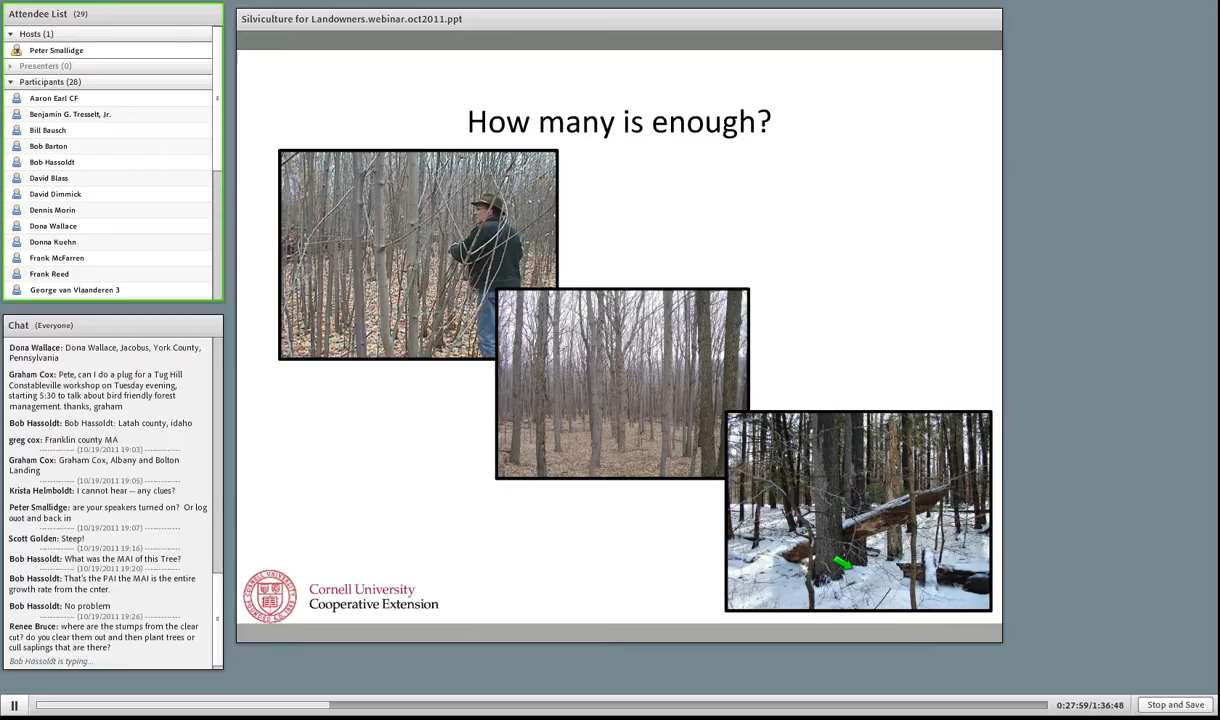 Attendee List (29)
Hosts (1)
Peter Smallidge
Presenters (0)
Participants (28)
Aaron Earl CF
Benjamin G. Tresselt, Jr.
Bill Bausch
Bob Barton
Bob Hassoldt
David Blass
David Dimmick
Dennis Morin
Dona Wallace
Donna Kuehn
Frank McFarren
Frank Reed
George van Vlaanderen 3
Chat (Everyone)
Dona Wallace: Dona Wallace, Jacobus, York County,
Pennsylvania
Graham Cox: Pete, can I do a plug for a Tug Hill
Constableville workshop on Tuesday evening,
starting 5:30 to talk about bird friendly forest
management. thanks, graham
Bob Hassoldt: Bob Hassoldt: Latah county, idaho
greg cox: Franklin county MA
------------ (10/19/2011 19:03) ------------
Graham Cox: Graham Cox, Albany and Bolton
Landing
------------ (10/19/2011 19:05) ------------
Krista Helmboldt: I cannot hear -- any clues?
Peter Smallidge: are your speakers turned on? Or log
ouot and back in
------------ (10/19/2011 19:07) ------------
Scott Golden: Steep!
------------ (10/19/2011 19:16) ------------
Bob Hassoldt: What was the MAI of this Tree?
------------ (10/19/2011 19:20) ------------
Bob Hassoldt: That's the PAI the MAI is the entire
growth rate from the cnter.
Bob Hassoldt: No problem
------------ (10/19/2011 19:26) ------------
Renee Bruce: where are the stumps from the clear
cut? do you clear them out and then plant trees or
cull saplings that are there?
Bob Hassoldt is typing...
Silviculture for Landowners.webinar.oct2011.ppt
How many is enough?
CORNELL UNIVERSITY
Cornell University
Cooperative Extension
0:27:59/1:36:48
Stop and Save